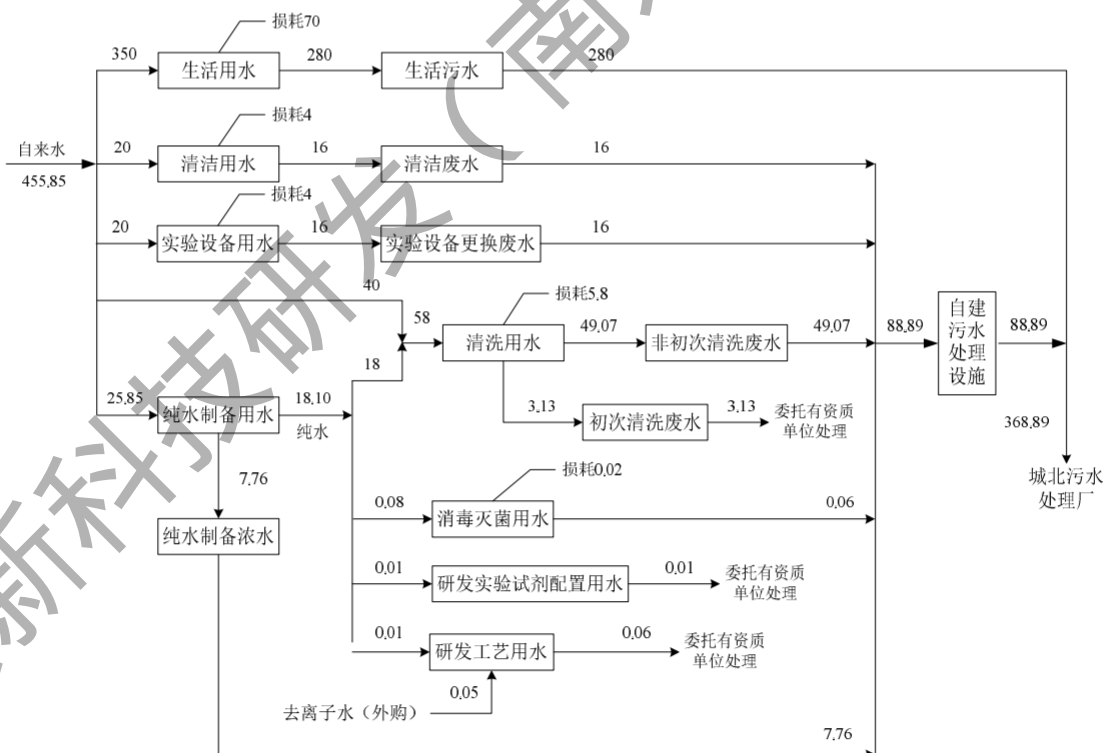 损耗70
350
生活用水
280
生活污水
280
损耗4
自来水
455.85
20
清洁用水
16
清洁废水
16
损耗4
20
实验设备用水
16
实验设备更换废水
16
40
58
损耗5.8
清洗用水
49.07
非初次清洗废水
49.07
88.89
自建
污水
处理
设施
88.89
18
25.85
纯水制备用水
18.10
纯水
3.13
初次清洗废水
3.13
委托有资质
单位处理
368.89
城北污水
处理厂
7.76
纯水制备浓水
损耗0.02
0.08
消毒灭菌用水
0.06
0.01
研发实验试剂配置用水
0.01
委托有资质
单位处理
0.01
研发工艺用水
0.06
委托有资质
单位处理
0.05
去离子水（外购）
7.76
新科技研发（南